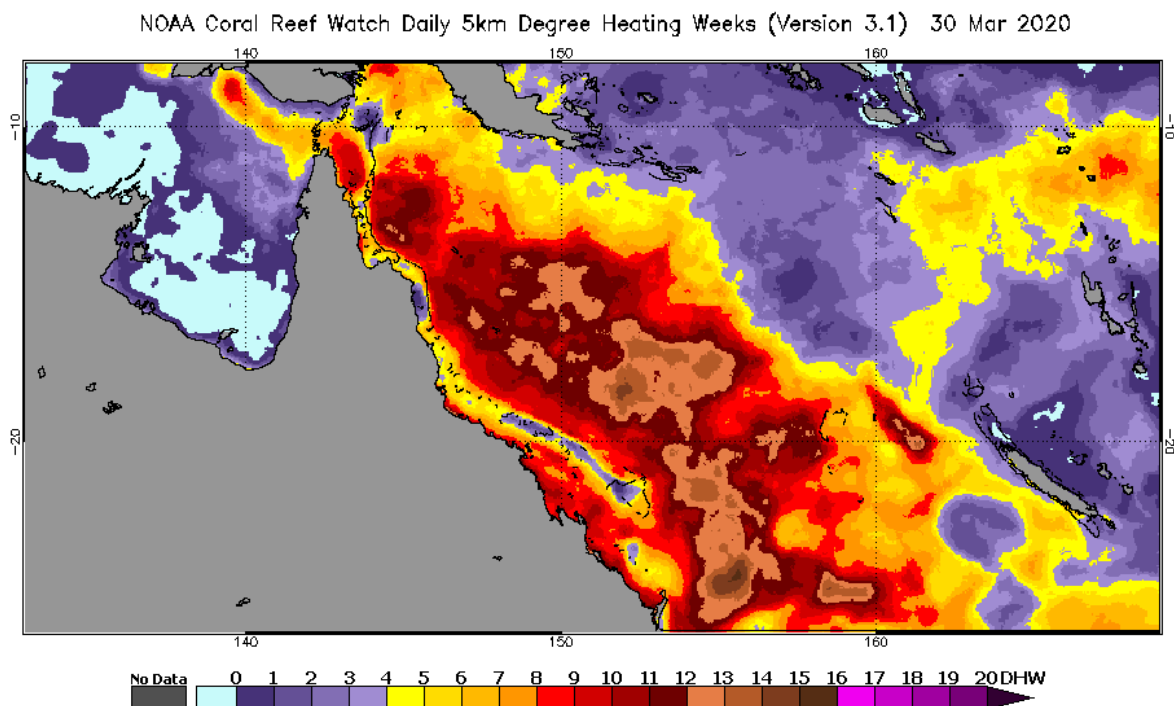 NOAA Coral Reef Watch Daily 5km Degree Heating Weeks (Version 3.1) 30 Mar 2020
140 150 160
-10 -10
-20 -20
140 150 160
No Data 0 1 2 3 4 5 6 7 8 9 10 11 12 13 14 15 16 17 18 19 20 DHW